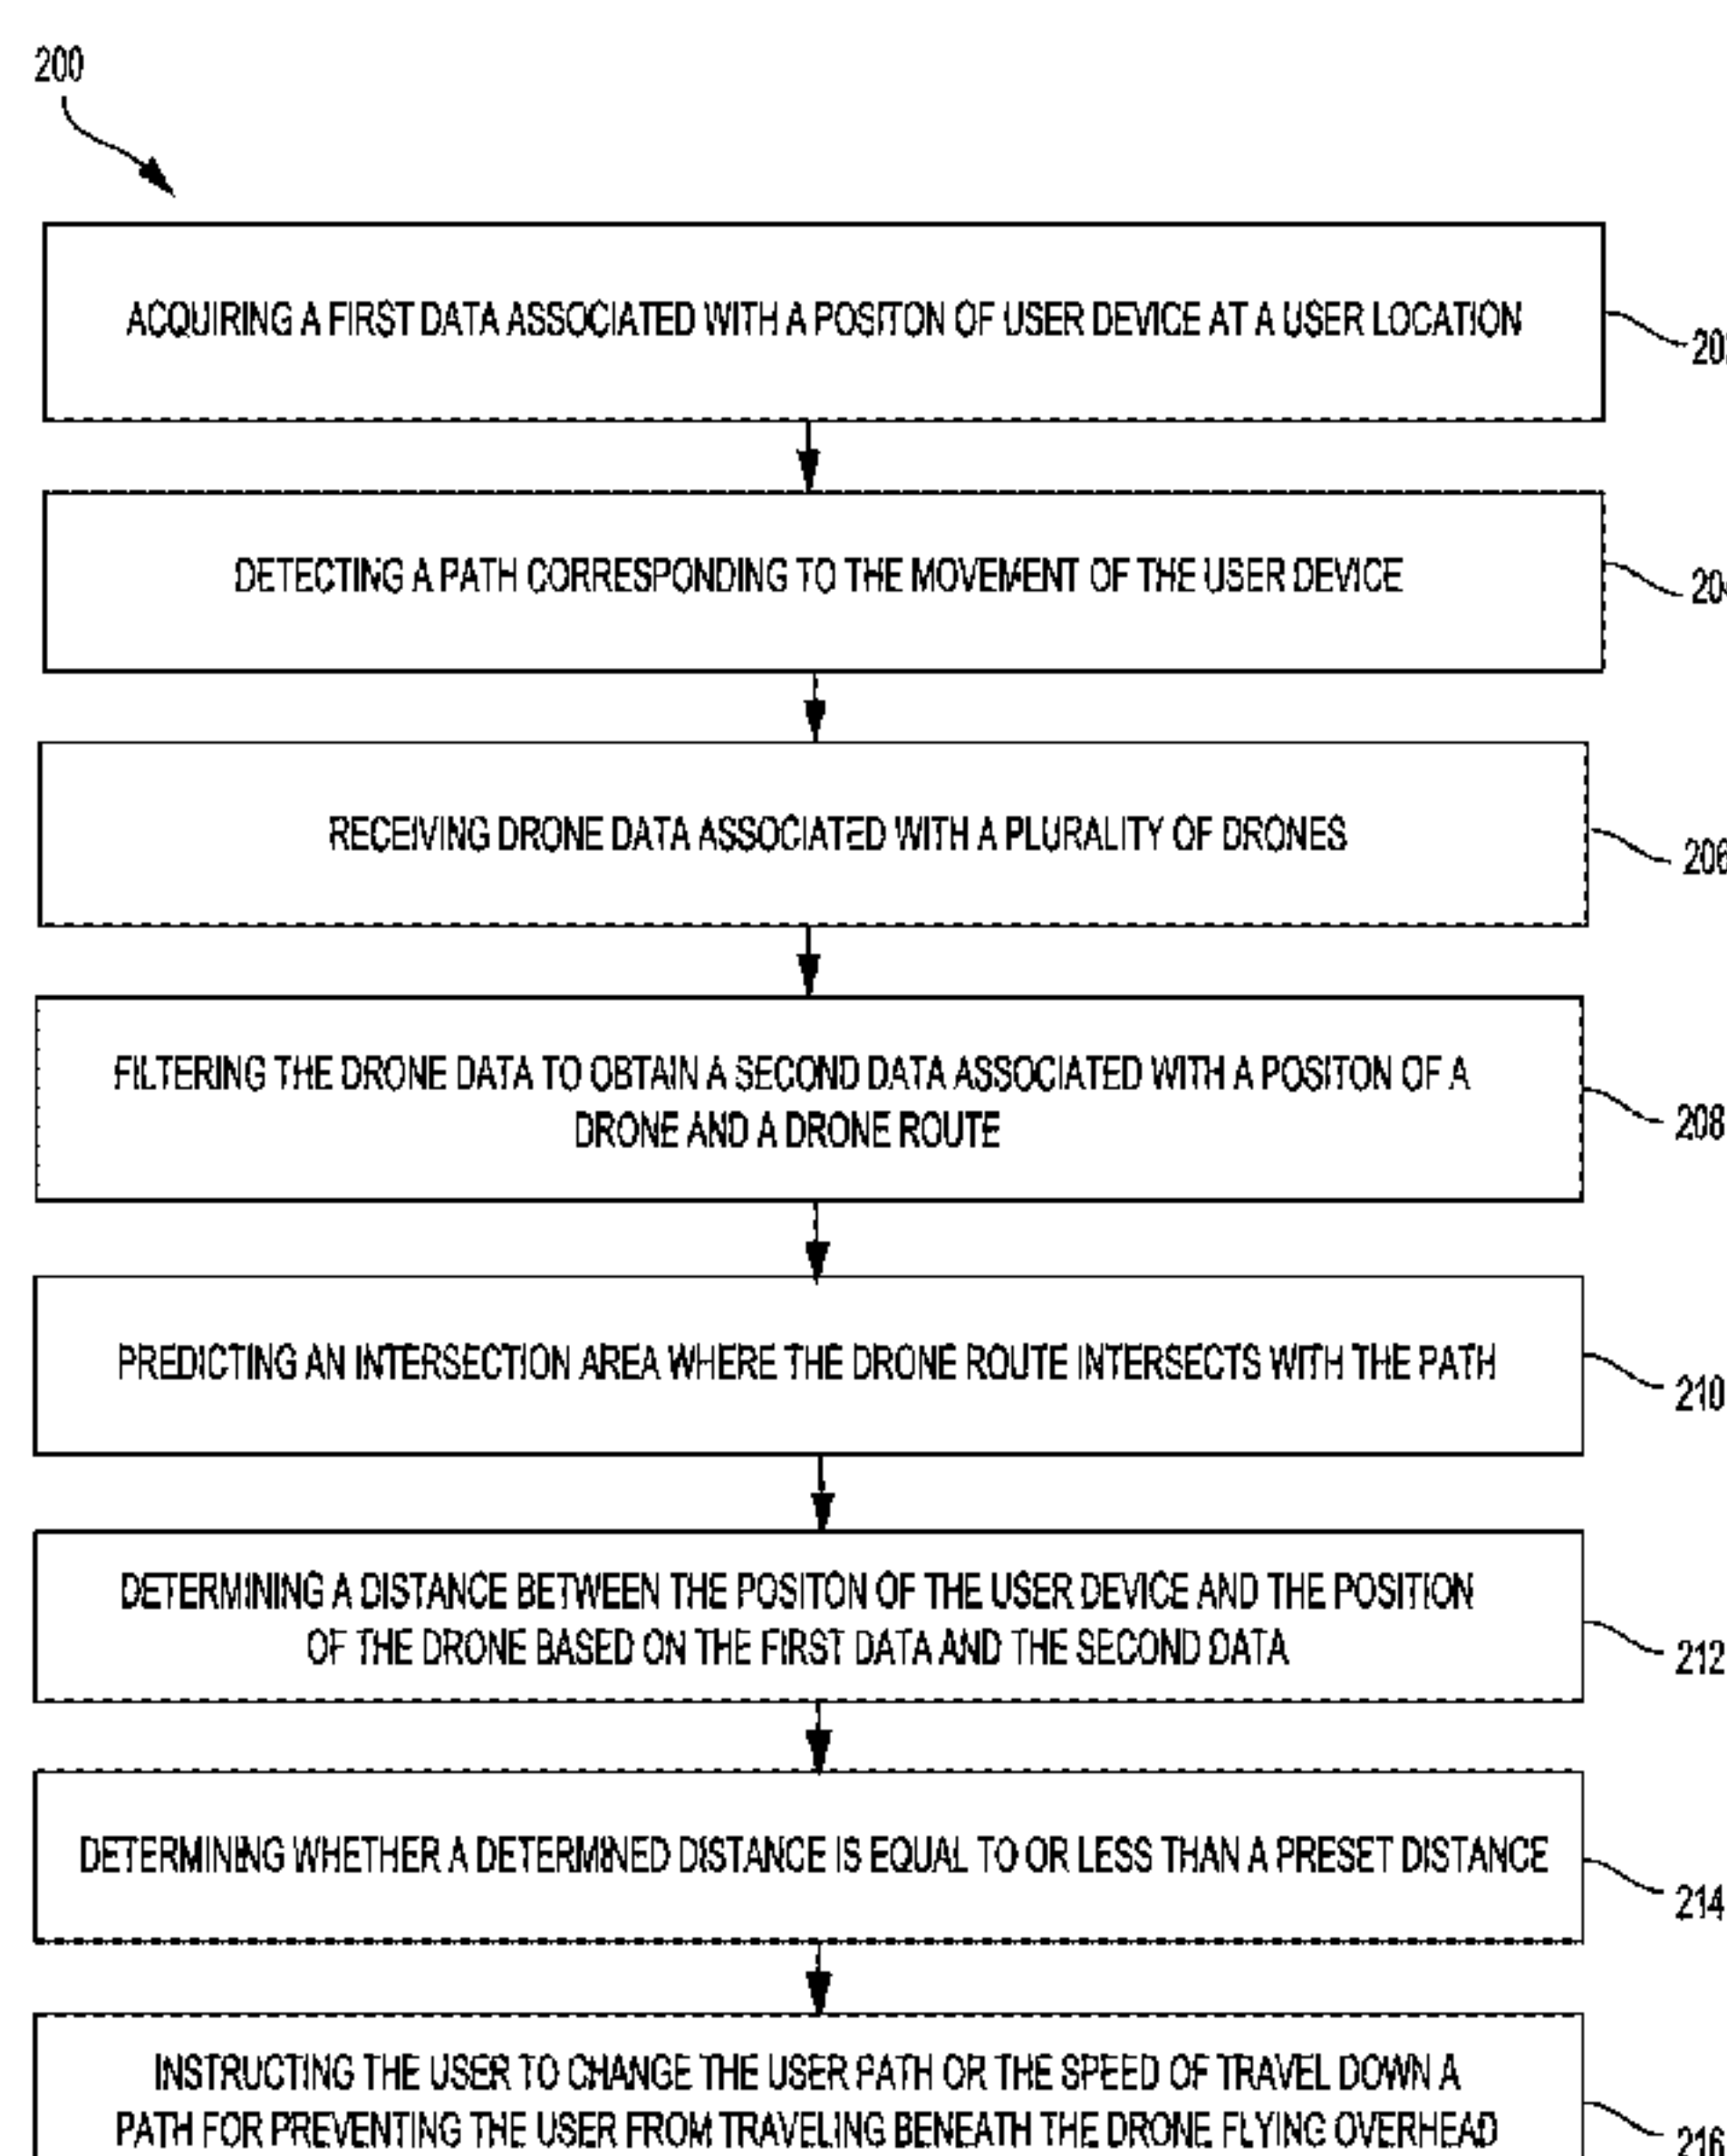 200
ACQUIRING A FIRST DATA ASSOCIATED WITH A POSITON OF USER DEVICE AT A USER LOCATION
DETECTING A PATH CORRESPONDING TO THE MOVEMENT OF THE USER DEVICE
RECEIVING DRONE DATA ASSOCIATED WITH A PLURALITY OF DRONES
206
FILTERING THE DRONE DATA TO OBTAIN A SECOND DATA ASSOCIATED WITH A POSITON OF A
DRONE AND A DRONE ROUTE
208
PREDICTING AN INTERSECTION AREA WHERE THE DRONE ROUTE INTERSECTS WITH THE PATH
210
DETERMINING A DISTANCE BETWEEN THE POSITON OF THE USER DEVICE AND THE POSITION
OF THE DRONE BASED ON THE FIRST DATA AND THE SECOND DATA
212
DETERMINING WHETHER A DETERMINED DISTANCE IS EQUAL TO OR LESS THAN A PRESET DISTANCE
214
INSTRUCTING THE USER TO CHANGE THE USER PATH OR THE SPEED OF TRAVEL DOWN A
PATH FOR PREVENTING THE USER FROM TRAVELING BENEATH THE DRONE FLYING OVERHEAD
216